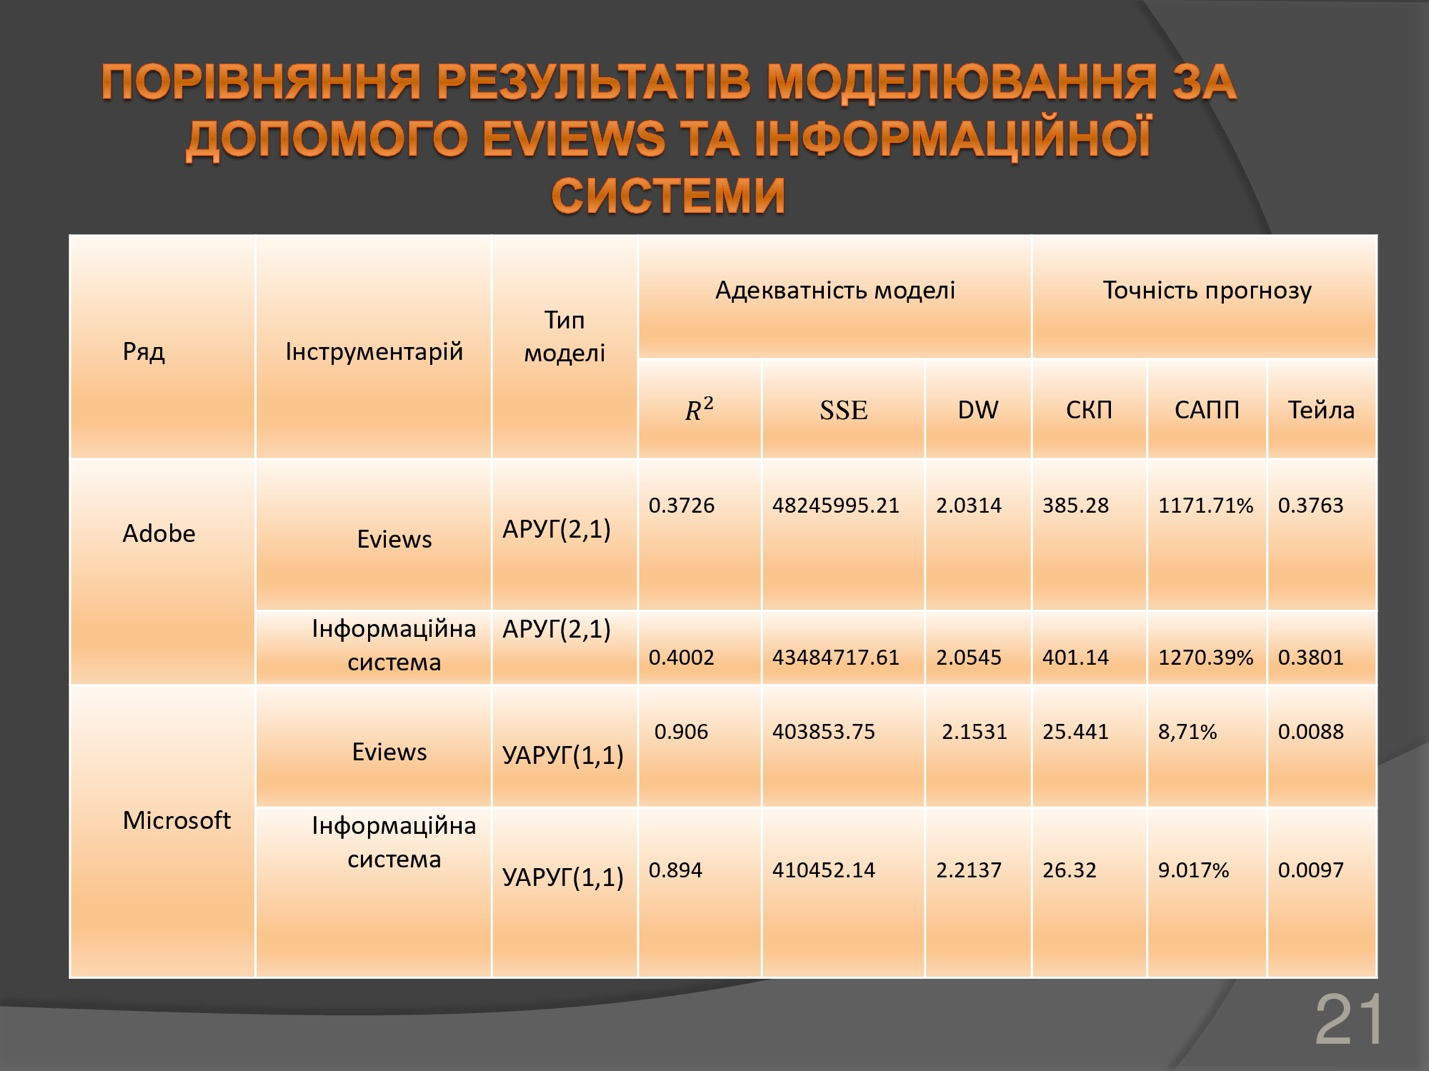 ПОРІВНЯННЯ РЕЗУЛЬТАТІВ МОДЕЛЮВАННЯ ЗА
ДОПОМОГО EVIEWS ТА ІНФОРМАЦІЙНОЇ
СИСТЕМИ
Ряд
Інструментарій
Тип
моделі
Адекватність моделі
Точність прогнозу
R²
SSE
DW
СКП
САПП
Тейла
Adobe
Eviews
АРУГ(2,1)
0.3726
48245995.21
2.0314
385.28
1171.71%
0.3763
Інформаційна
система
АРУГ(2,1)
0.4002
43484717.61
2.0545
401.14
1270.39%
0.3801
Microsoft
Eviews
УАРУГ(1,1)
0.906
403853.75
2.1531
25.441
8,71%
0.0088
Інформаційна
система
УАРУГ(1,1)
0.894
410452.14
2.2137
26.32
9.017%
0.0097
21